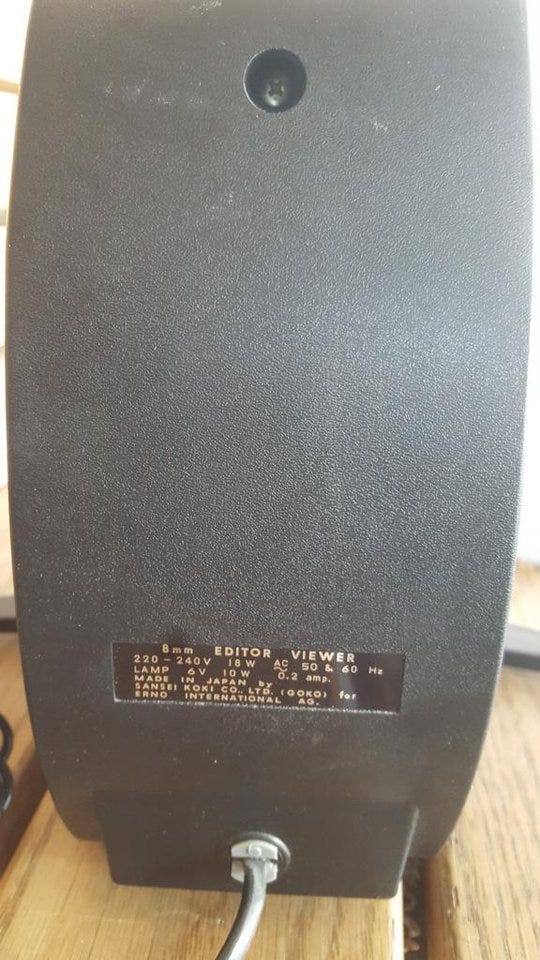 8mm EDITOR VIEWER
220-240V 18W AC 50 & 60 Hz
LAMP 6V 10W ~ 0.2 amp.
MADE IN JAPAN by
SANSEI KOKI CO., LTD. (GOKO) for
ERNO INTERNATIONAL AG.